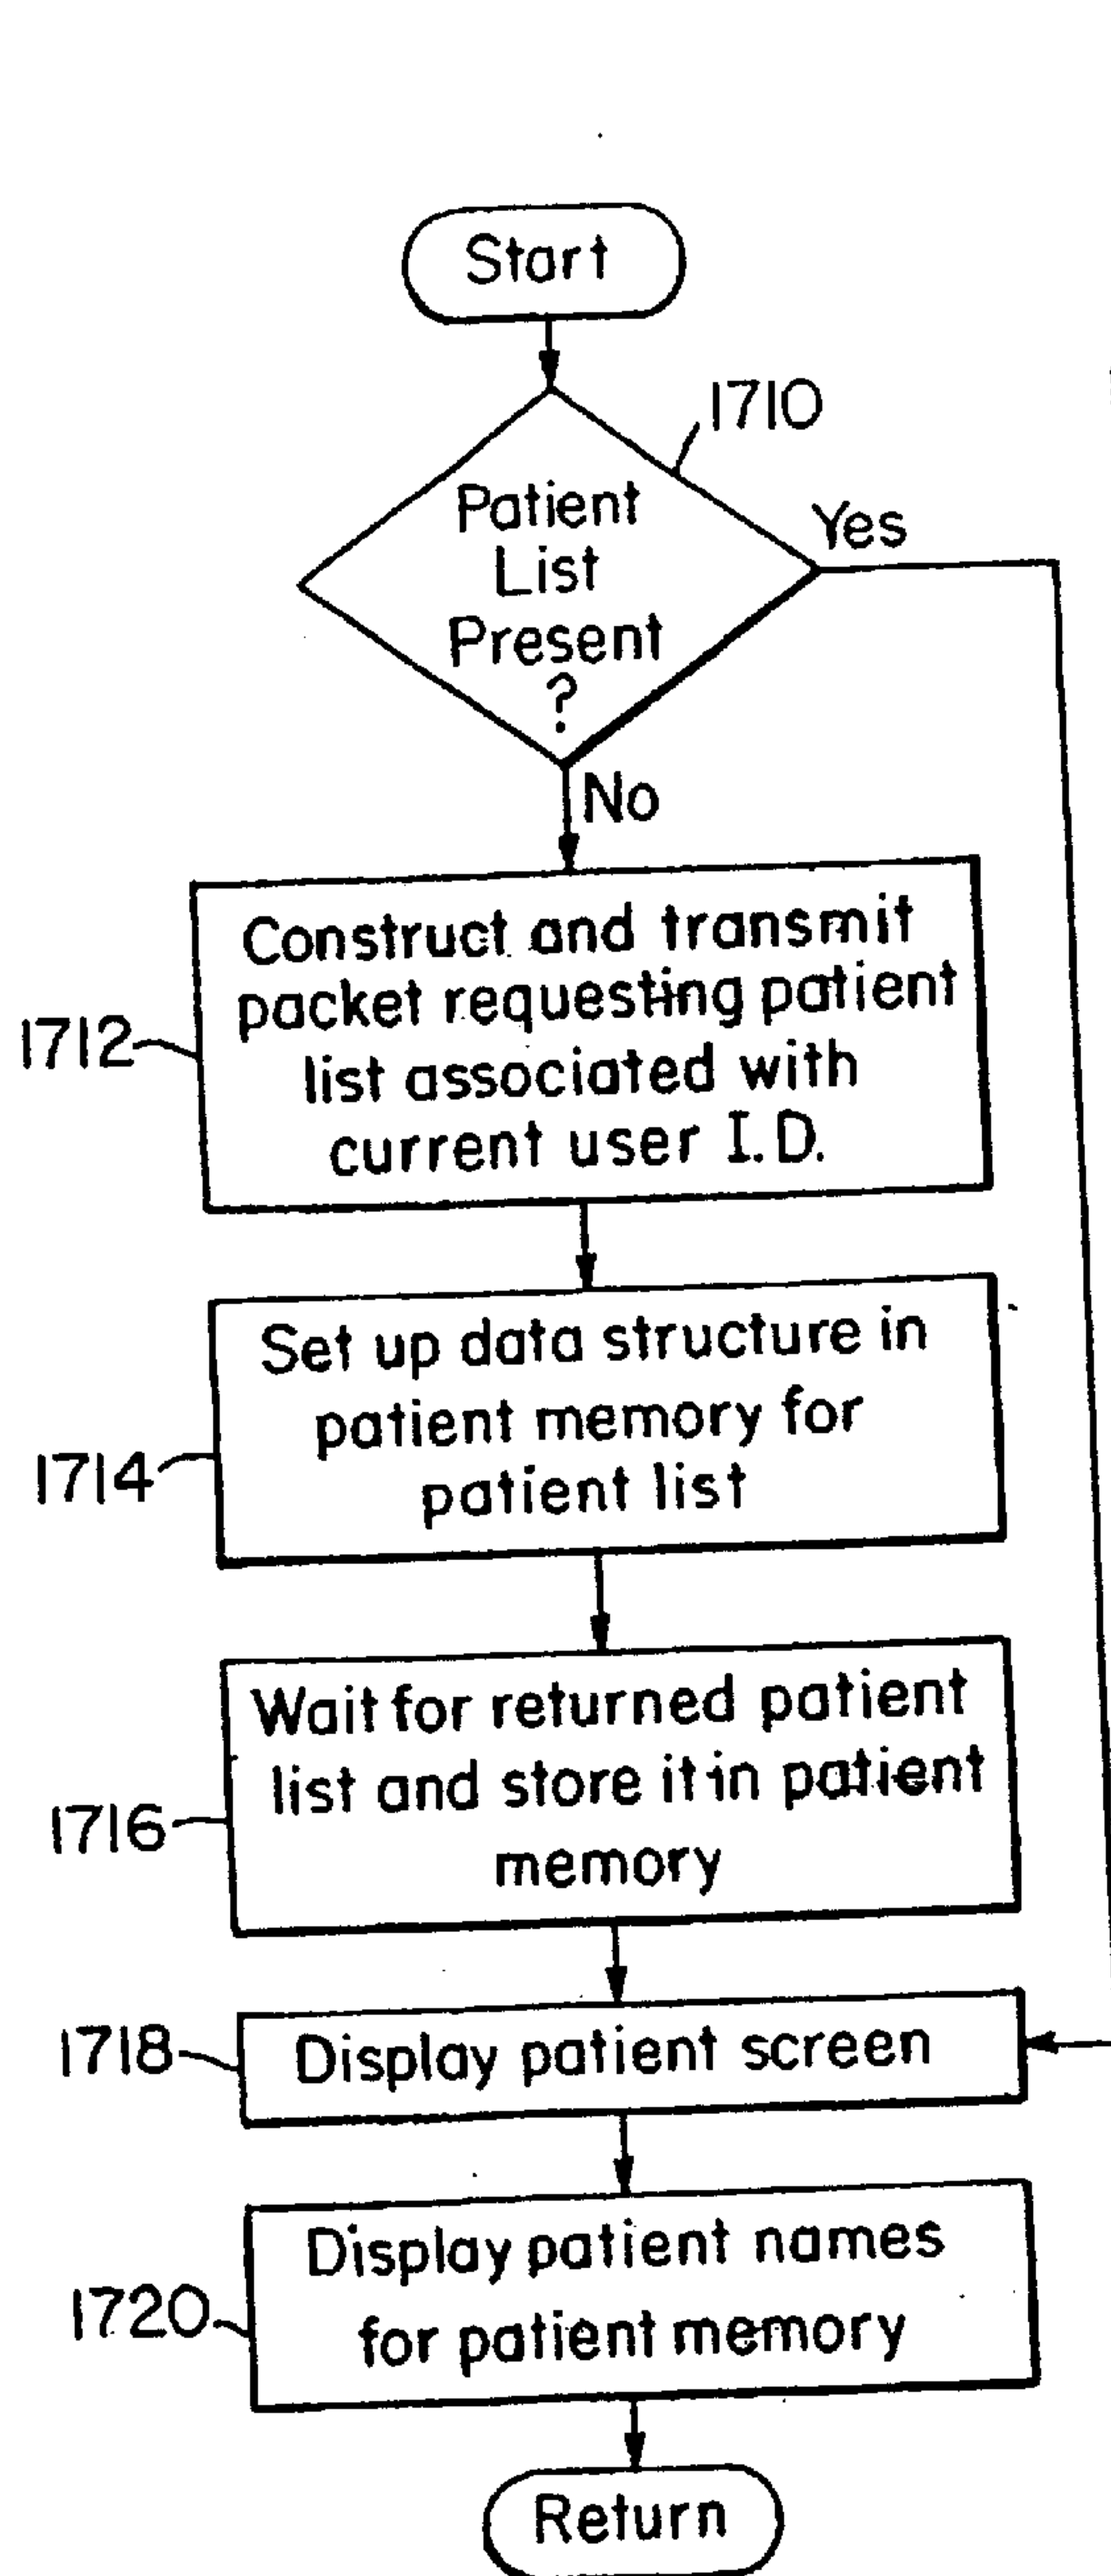 Start
1710
Patient
List
Present
?
Yes
No
Construct and transmit
packet requesting patient
list associated with
current user I.D.
1712
Set up data structure in
patient memory for
patient list
1714
Wait for returned patient
list and store it in patient
memory
1716
1718
Display patient screen
Display patient names
for patient memory
1720
Return